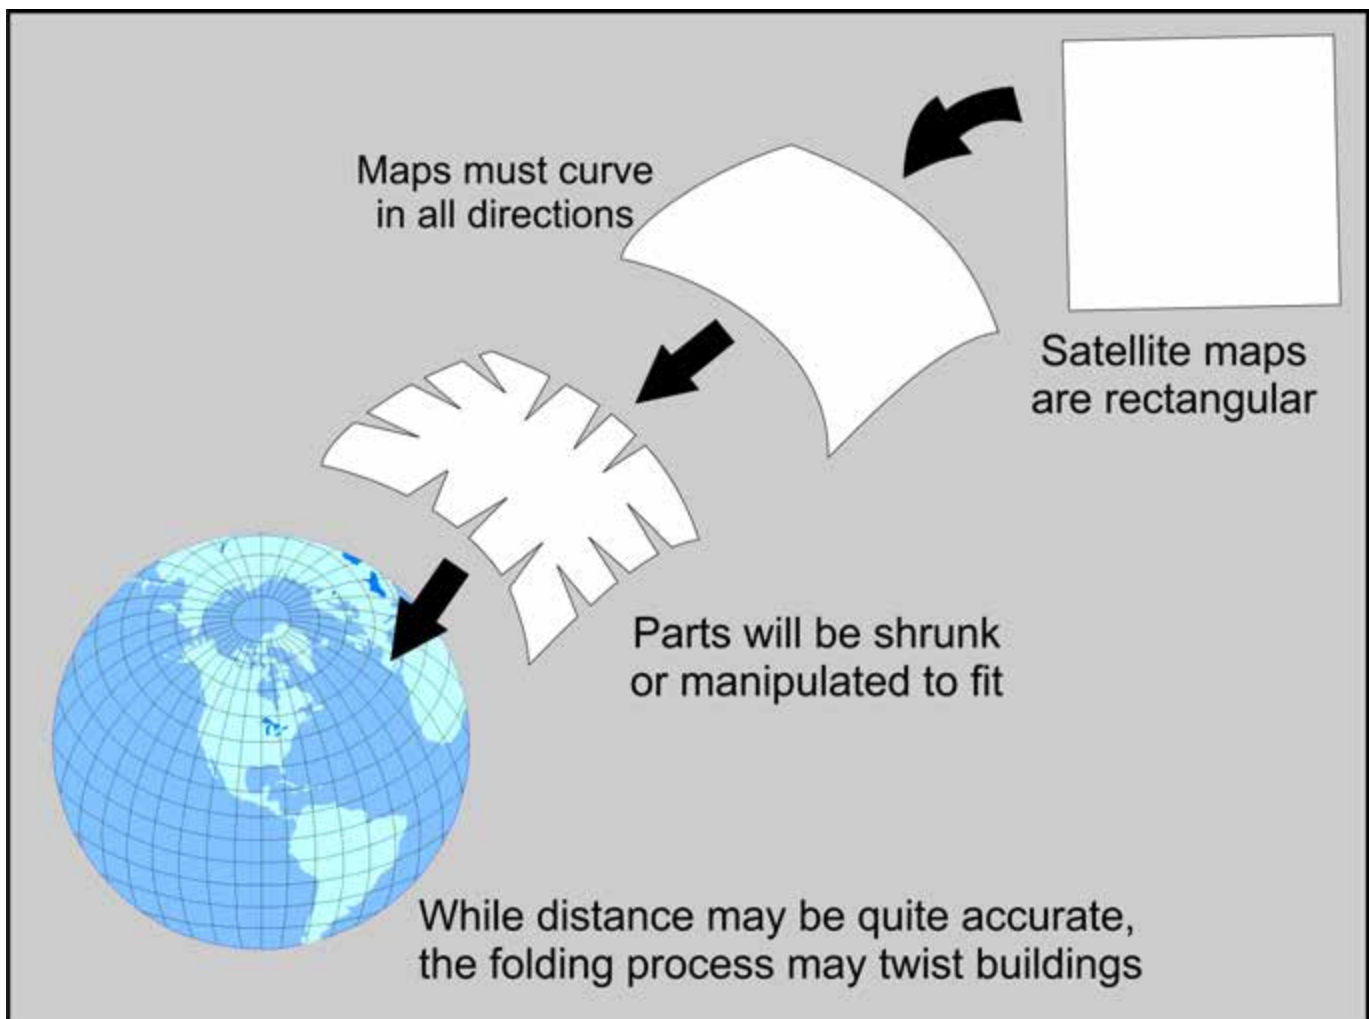 Maps must curve
in all directions
Satellite maps
are rectangular
Parts will be shrunk
or manipulated to fit
While distance may be quite accurate,
the folding process may twist buildings